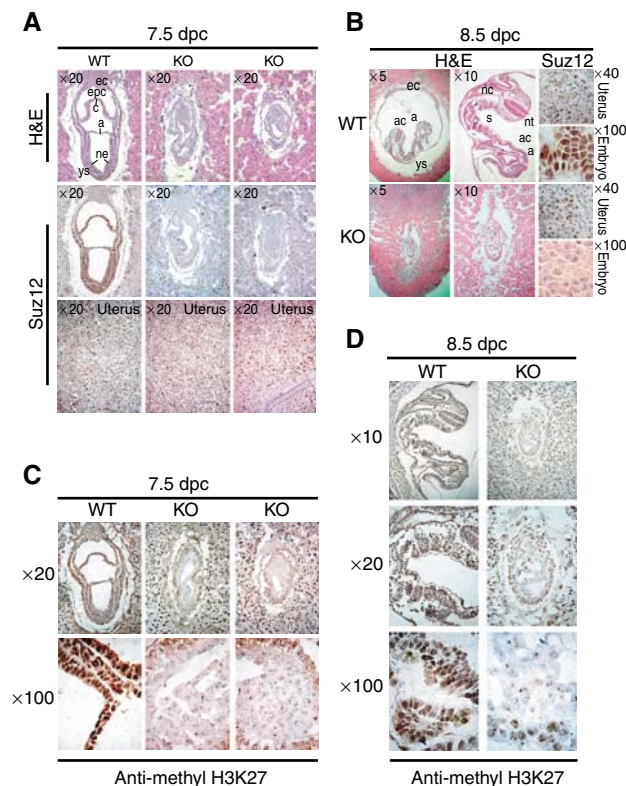 A
7.5 dpc
WT KO KO
H&E
×20 ×20 ×20
ec
epc
c
a
ne
ys
Suz12
×20 ×20 ×20
×20 Uterus ×20 Uterus ×20 Uterus
B
8.5 dpc
H&E Suz12
WT
×5 ×10 ×40
ec nc
Uterus
a s nt
ac ac
ys a
×100
Embryo
KO
×5 ×10 ×40
Uterus
×100
Embryo
C
7.5 dpc
WT KO KO
×20
×100
Anti-methyl H3K27
D
8.5 dpc
WT KO
×10
×20
×100
Anti-methyl H3K27